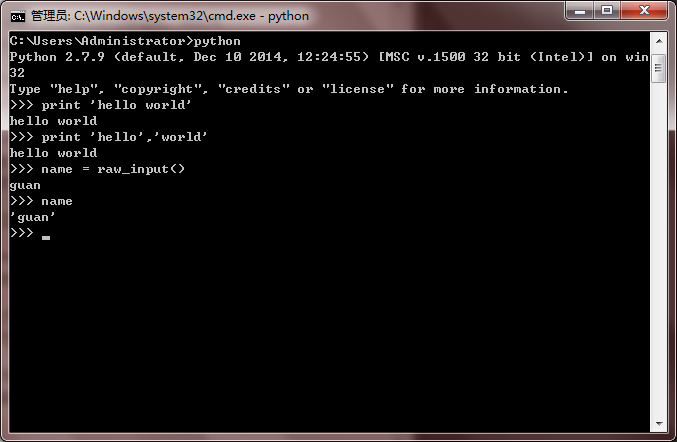 管理员: C:\Windows\system32\cmd.exe - python
C:\Users\Administrator>python
Python 2.7.9 (default, Dec 10 2014, 12:24:55) [MSC v.1500 32 bit (Intel)] on win
32
Type "help", "copyright", "credits" or "license" for more information.
>>> print 'hello world'
hello world
>>> print 'hello','world'
hello world
>>> name = raw_input()
guan
>>> name
'guan'
>>>